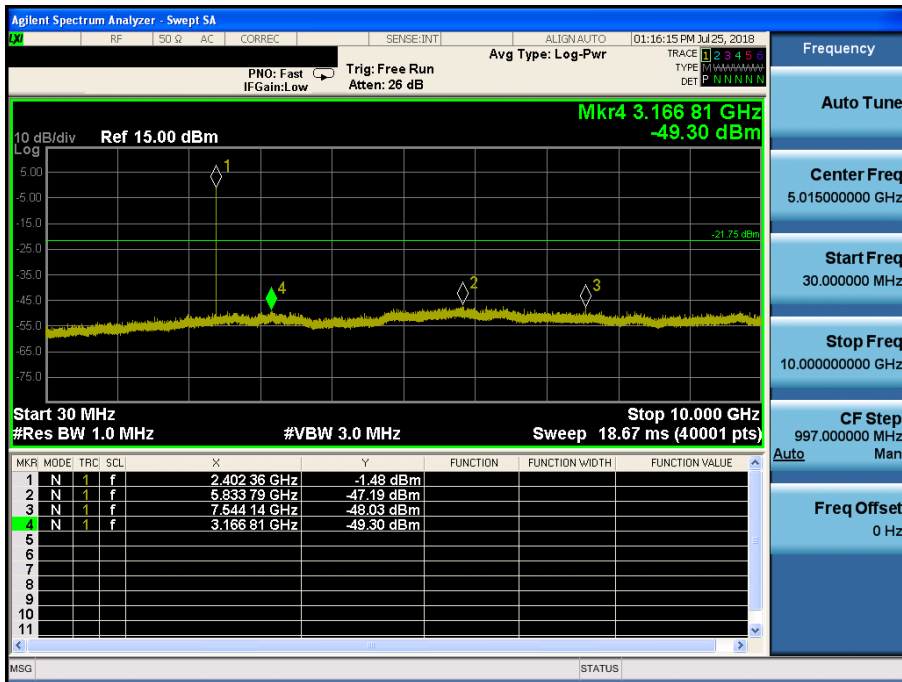 Agilent Spectrum Analyzer - Swept SA
LXI RF 50 Ω AC CORREC SENSE:INT ALIGNAUTO 01:16:15 PM Jul 25, 2018
Avg Type: Log-Pwr TRACE 1 2 3 4 5 6
PNO: Fast Trig: Free Run TYPE M WWWWW
IFGain:Low Atten: 26 dB DET P N N N N N
Mkr4 3.166 81 GHz
10 dB/div Ref 15.00 dBm -49.30 dBm
Log
5.00
-5.00
-15.0
-25.0
-35.0
-45.0
-55.0
-65.0
-75.0
1
-21.75 dBm
4
2
3
Start 30 MHz Stop 10.000 GHz
#Res BW 1.0 MHz #VBW 3.0 MHz Sweep 18.67 ms (40001 pts)
MKR MODE TRC SCL X Y FUNCTION FUNCTION WIDTH FUNCTION VALUE
1 N 1 f 2.402 36 GHz -1.48 dBm
2 N 1 f 5.833 79 GHz -47.19 dBm
3 N 1 f 7.544 14 GHz -48.03 dBm
4 N 1 f 3.166 81 GHz -49.30 dBm
5
6
7
8
9
10
11
MSG STATUS
Frequency
Auto Tune
Center Freq
5.015000000 GHz
Start Freq
30.000000 MHz
Stop Freq
10.000000000 GHz
CF Step
997.000000 MHz
Auto Man
Freq Offset
0 Hz